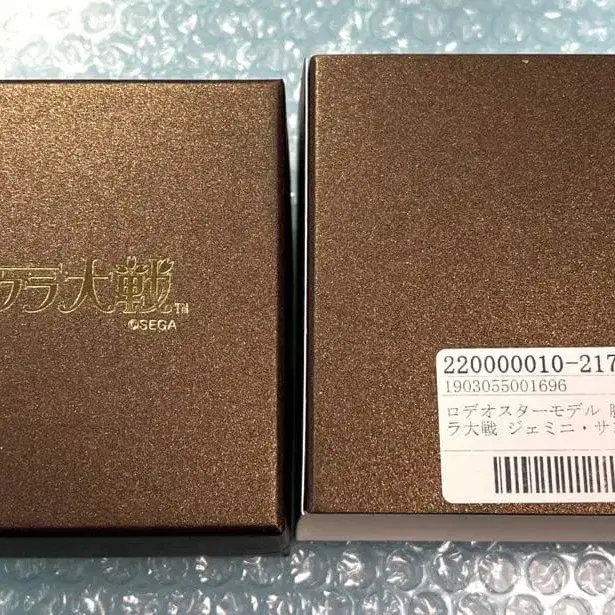 クラ大戦™
©SEGA
220000010-217
1903055001696
ロデオスターモデル
ラ大戦 ジェミニ・サ